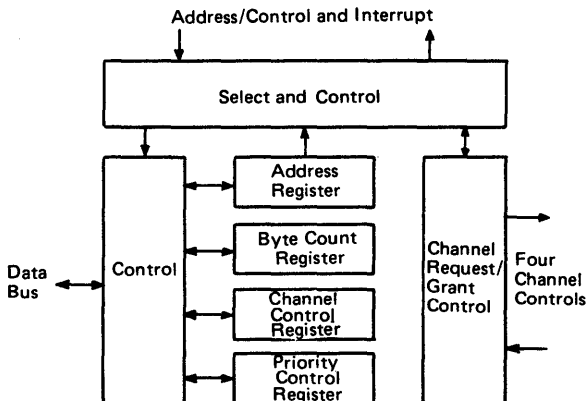 Address/Control and Interrupt
Select and Control
Address
Register
Byte Count
Register
Channel
Control
Register
Priority
Control
Register
Data
Bus
Control
Channel
Request/
Grant
Control
Four
Channel
Controls